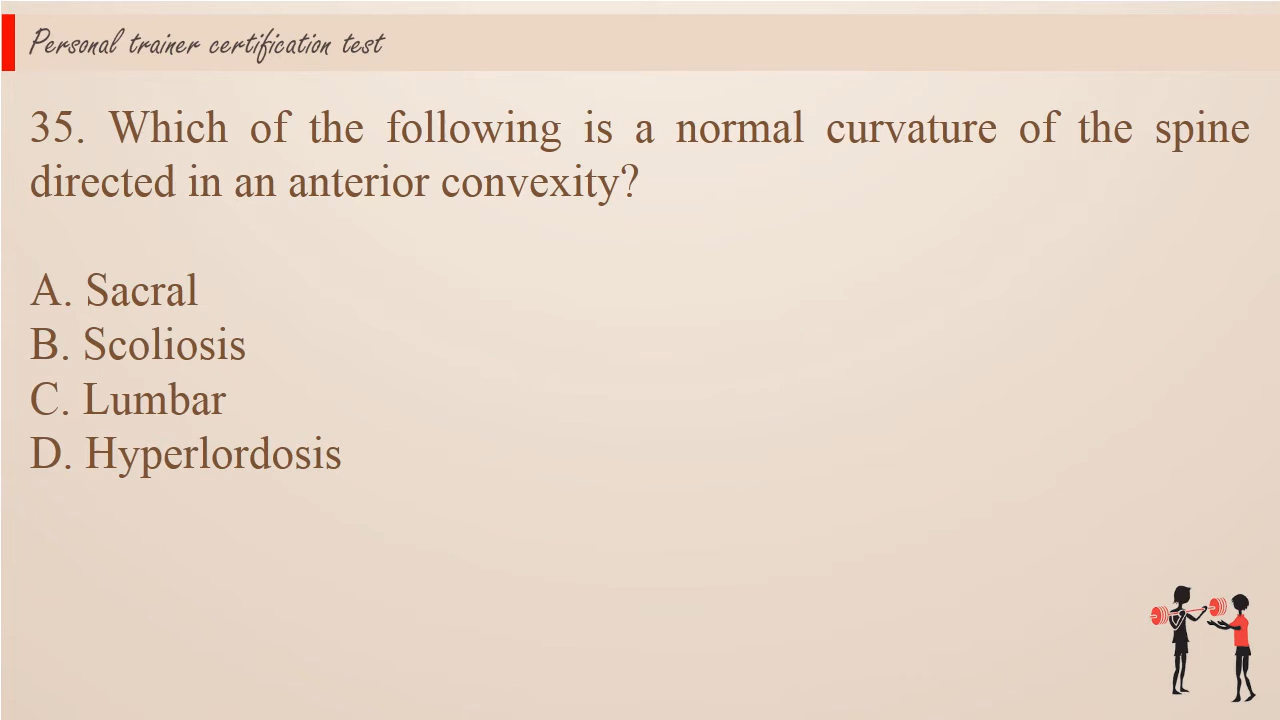 Personal trainer certification test
35. Which of the following is a normal curvature of the spine
directed in an anterior convexity?
A. Sacral
B. Scoliosis
C. Lumbar
D. Hyperlordosis